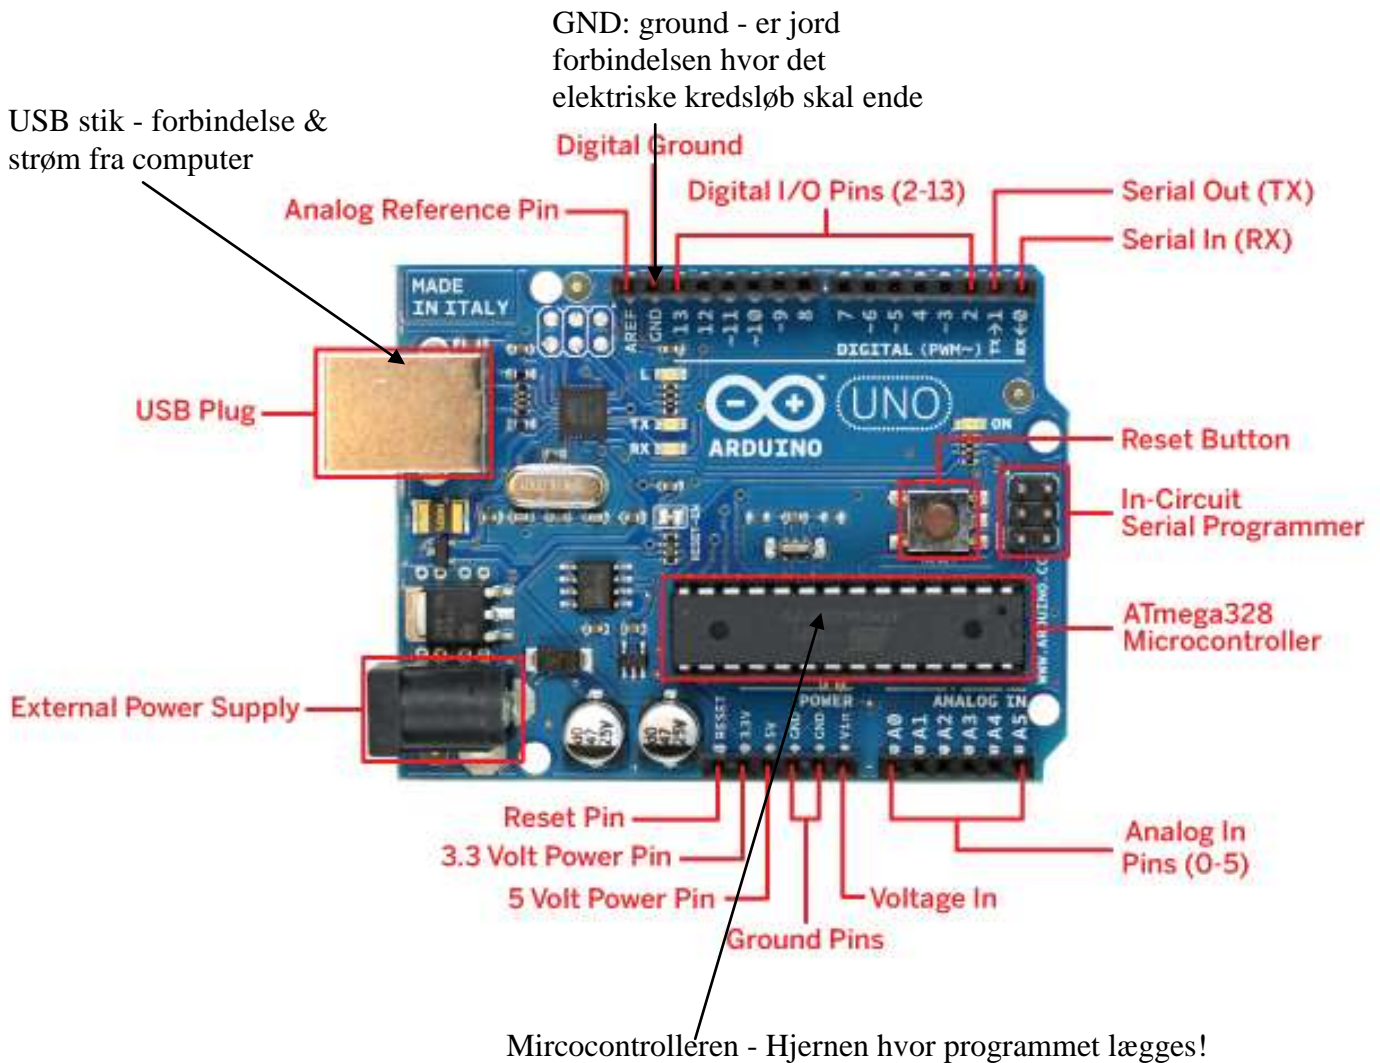 GND: ground - er jord
forbindelsen hvor det
elektriske kredsløb skal ende
USB stik - forbindelse &
strøm fra computer
Digital Ground
Digital I/O Pins (2-13)
Serial Out (TX)
Analog Reference Pin
Serial In (RX)
MADE
IN ITALY
AREF
GND
13
12
~11
~10
~9
8
7
~6
~5
4
~3
2
TX→1
RX←0
DIGITAL (PWM~)
L
TX
RX
ARDUINO
UNO
ON
USB Plug
Reset Button
In-Circuit
Serial Programmer
RESET-EN
ATmega328
Microcontroller
External Power Supply
POWER
ANALOG IN
RESET
3.3V
5V
GND
GND
Vin
A0
A1
A2
A3
A4
A5
47
25V
47
25V
Reset Pin
3.3 Volt Power Pin
5 Volt Power Pin
Ground Pins
Voltage In
Analog In
Pins (0-5)
Mircocontrolleren - Hjernen hvor programmet lægges!